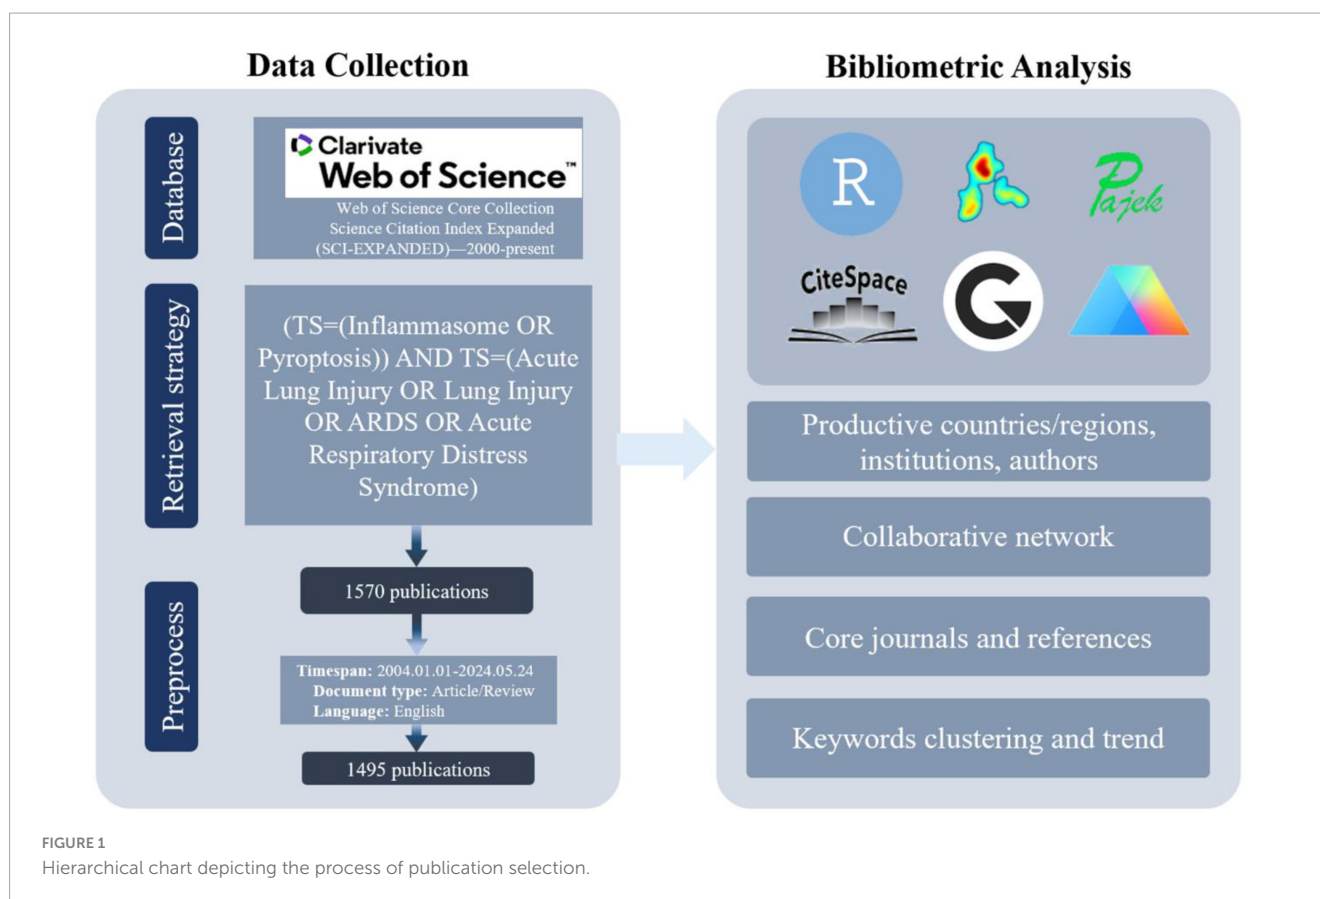 Data Collection
Database
Clarivate
Web of Science™
Web of Science Core Collection
Science Citation Index Expanded
(SCI-EXPANDED)—2000-present
Retrieval strategy
(TS=(Inflammasome OR
Pyroptosis)) AND TS=(Acute
Lung Injury OR Lung Injury
OR ARDS OR Acute
Respiratory Distress
Syndrome)
Preprocess
1570 publications
Timespan: 2004.01.01-2024.05.24
Document type: Article/Review
Language: English
1495 publications
Bibliometric Analysis
R
Pajek
CiteSpace
G
Productive countries/regions,
institutions, authors
Collaborative network
Core journals and references
Keywords clustering and trend
FIGURE 1
Hierarchical chart depicting the process of publication selection.